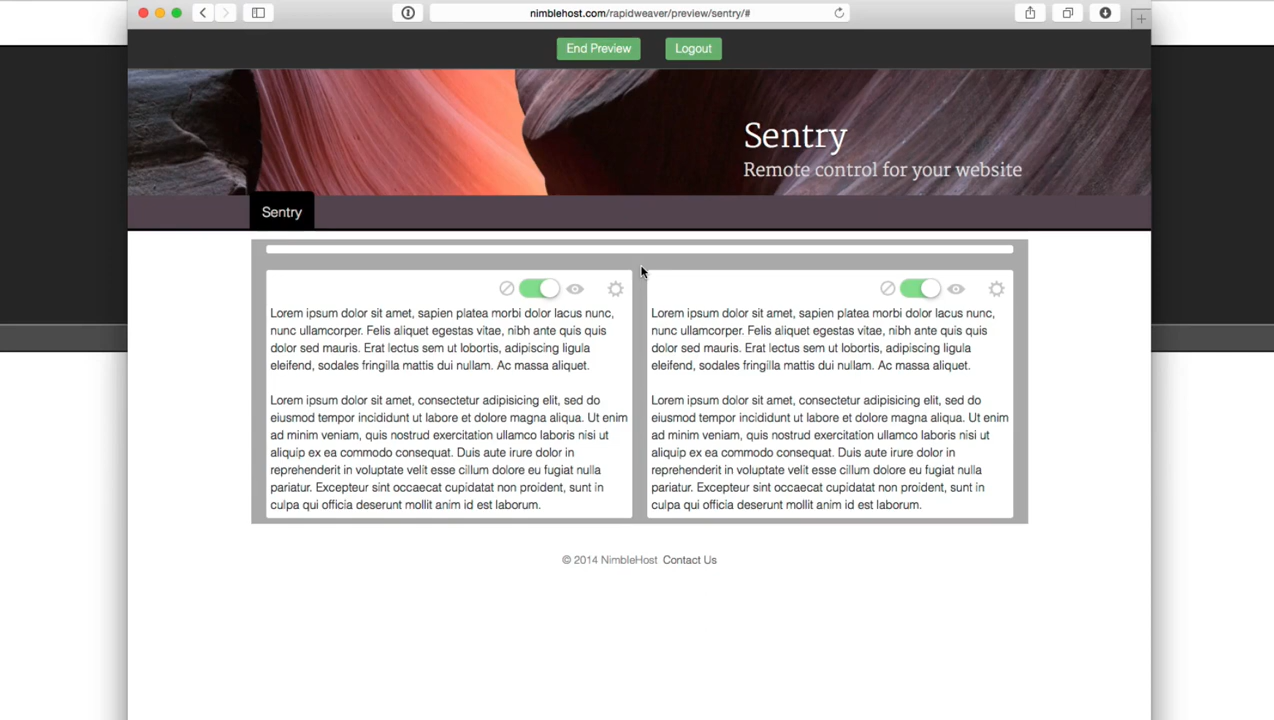 nimblehost.com/rapidweaver/preview/sentry/#
End Preview
Logout
Sentry
Remote control for your website
Sentry
Lorem ipsum dolor sit amet, sapien platea morbi dolor lacus nunc,
nunc ullamcorper. Felis aliquet egestas vitae, nibh ante quis quis
dolor sed mauris. Erat lectus sem ut lobortis, adipiscing ligula
eleifend, sodales fringilla mattis dui nullam. Ac massa aliquet.
Lorem ipsum dolor sit amet, consectetur adipiscing elit, sed do
eiusmod tempor incididunt ut labore et dolore magna aliqua. Ut enim
ad minim veniam, quis nostrud exercitation ullamco laboris nisi ut
aliquip ex ea commodo consequat. Duis aute irure dolor in
reprehenderit in voluptate velit esse cillum dolore eu fugiat nulla
pariatur. Excepteur sint occaecat cupidatat non proident, sunt in
culpa qui officia deserunt mollit anim id est laborum.
Lorem ipsum dolor sit amet, sapien platea morbi dolor lacus nunc,
nunc ullamcorper. Felis aliquet egestas vitae, nibh ante quis quis
dolor sed mauris. Erat lectus sem ut lobortis, adipiscing ligula
eleifend, sodales fringilla mattis dui nullam. Ac massa aliquet.
Lorem ipsum dolor sit amet, consectetur adipiscing elit, sed do
eiusmod tempor incididunt ut labore et dolore magna aliqua. Ut enim
ad minim veniam, quis nostrud exercitation ullamco laboris nisi ut
aliquip ex ea commodo consequat. Duis aute irure dolor in
reprehenderit in voluptate velit esse cillum dolore eu fugiat nulla
pariatur. Excepteur sint occaecat cupidatat non proident, sunt in
culpa qui officia deserunt mollit anim id est laborum.
© 2014 NimbleHost Contact Us